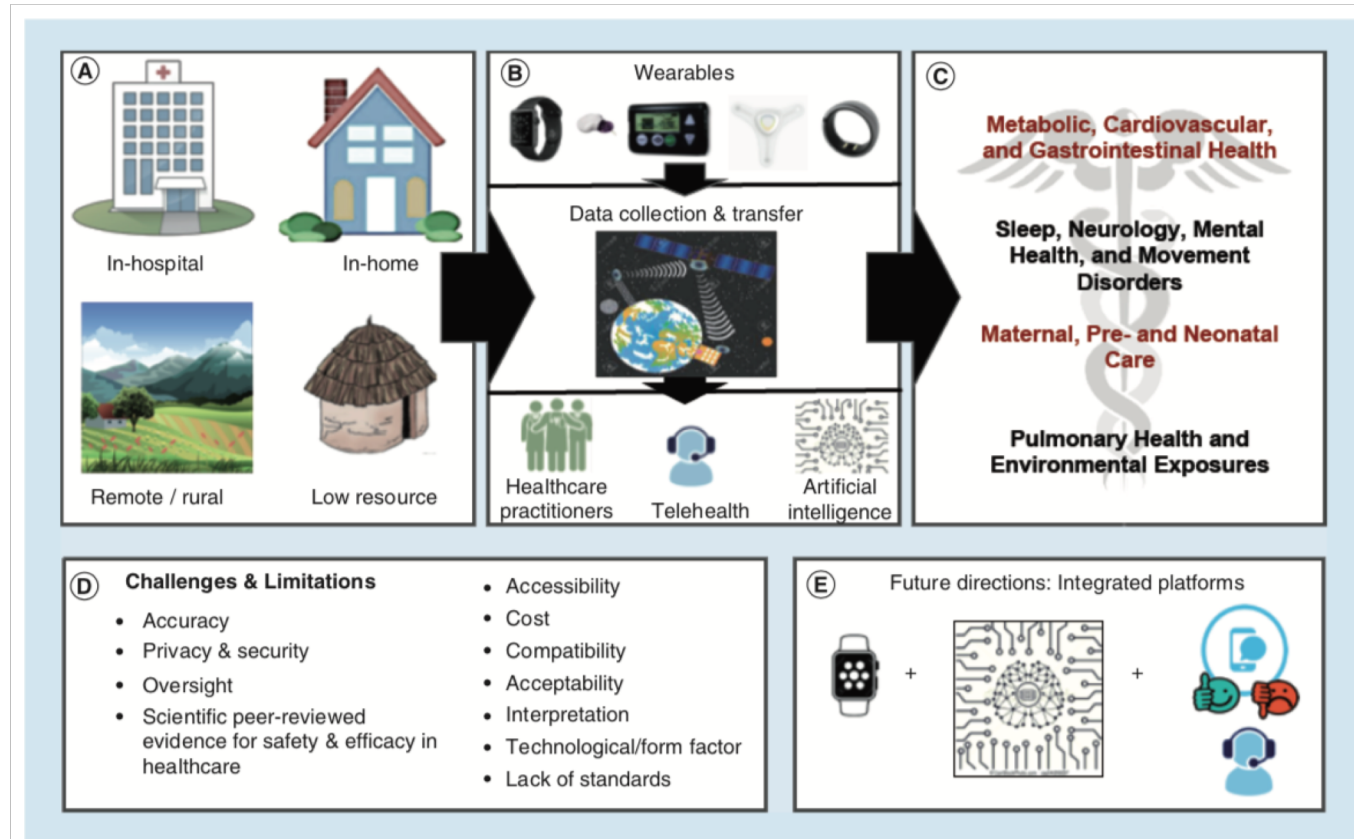 A
In-hospital
In-home
Remote / rural
Low resource
B
Wearables
Data collection & transfer
Healthcare
practitioners
Telehealth
Artificial
intelligence
C
Metabolic, Cardiovascular,
and Gastrointestinal Health
Sleep, Neurology, Mental
Health, and Movement
Disorders
Maternal, Pre- and Neonatal
Care
Pulmonary Health and
Environmental Exposures
D
Challenges & Limitations
• Accuracy
• Privacy & security
• Oversight
• Scientific peer-reviewed
evidence for safety & efficacy in
healthcare
• Accessibility
• Cost
• Compatibility
• Acceptability
• Interpretation
• Technological/form factor
• Lack of standards
E
Future directions: Integrated platforms
+
+